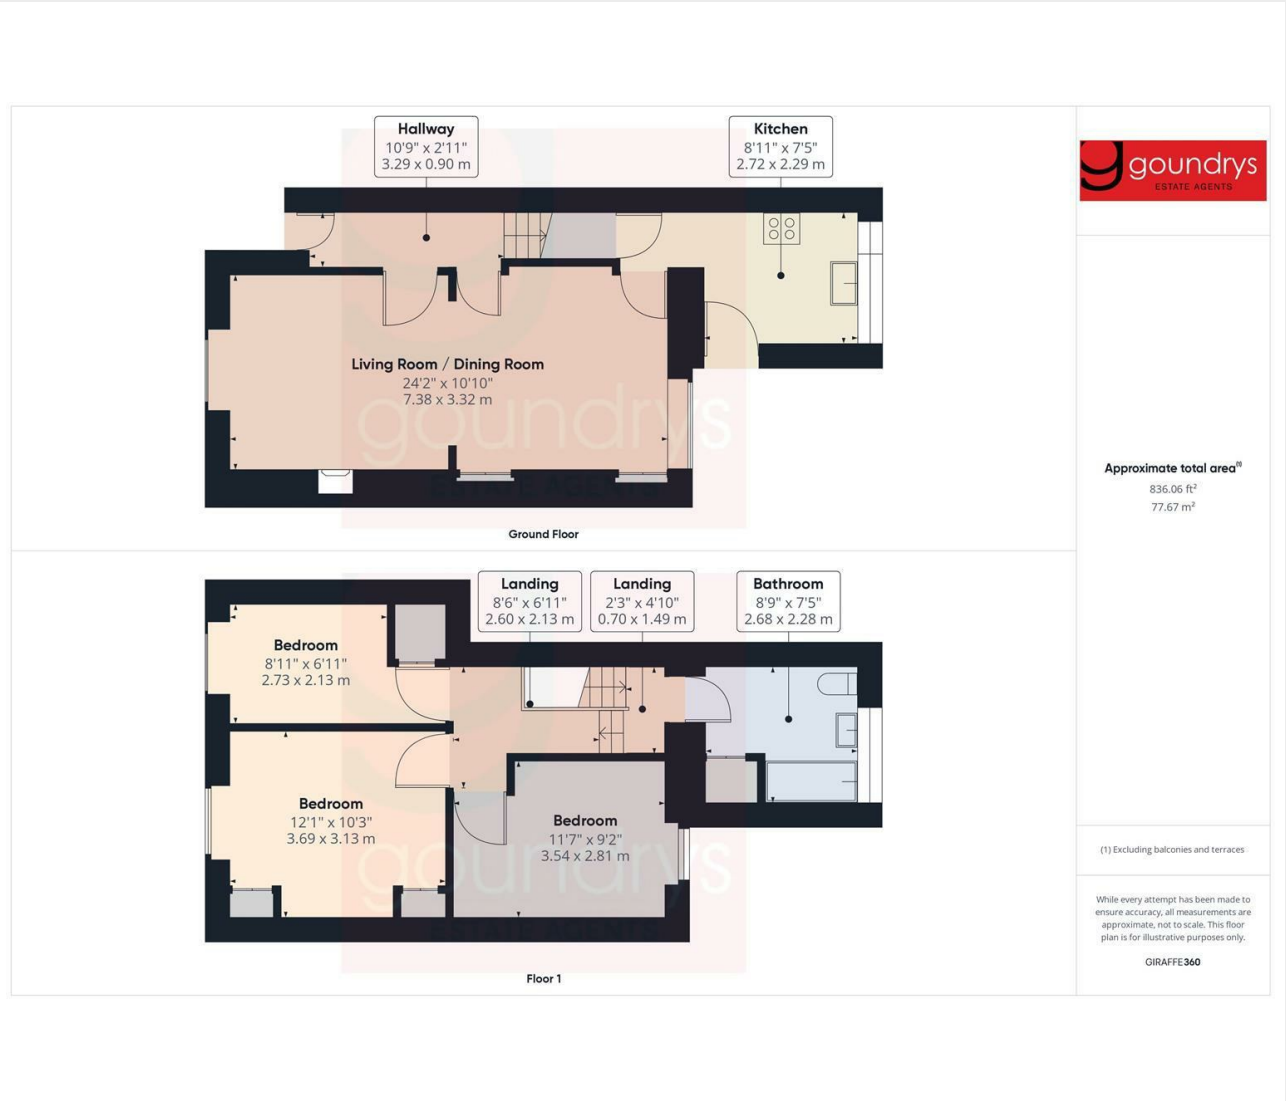 Hallway
10'9" x 2'11"
3.29 x 0.90 m
Kitchen
8'11" x 7'5"
2.72 x 2.29 m
Living Room / Dining Room
24'2" x 10'10"
7.38 x 3.32 m
goundrys
ESTATE AGENTS
Ground Floor
Landing
8'6" x 6'11"
2.60 x 2.13 m
Landing
2'3" x 4'10"
0.70 x 1.49 m
Bathroom
8'9" x 7'5"
2.68 x 2.28 m
Bedroom
8'11" x 6'11"
2.73 x 2.13 m
Bedroom
12'1" x 10'3"
3.69 x 3.13 m
Bedroom
11'7" x 9'2"
3.54 x 2.81 m
goundrys
ESTATE AGENTS
Floor 1
goundrys
ESTATE AGENTS
Approximate total area(1)
836.06 ft²
77.67 m²
(1) Excluding balconies and terraces
While every attempt has been made to
ensure accuracy, all measurements are
approximate, not to scale. This floor
plan is for illustrative purposes only.
GIRAFFE360